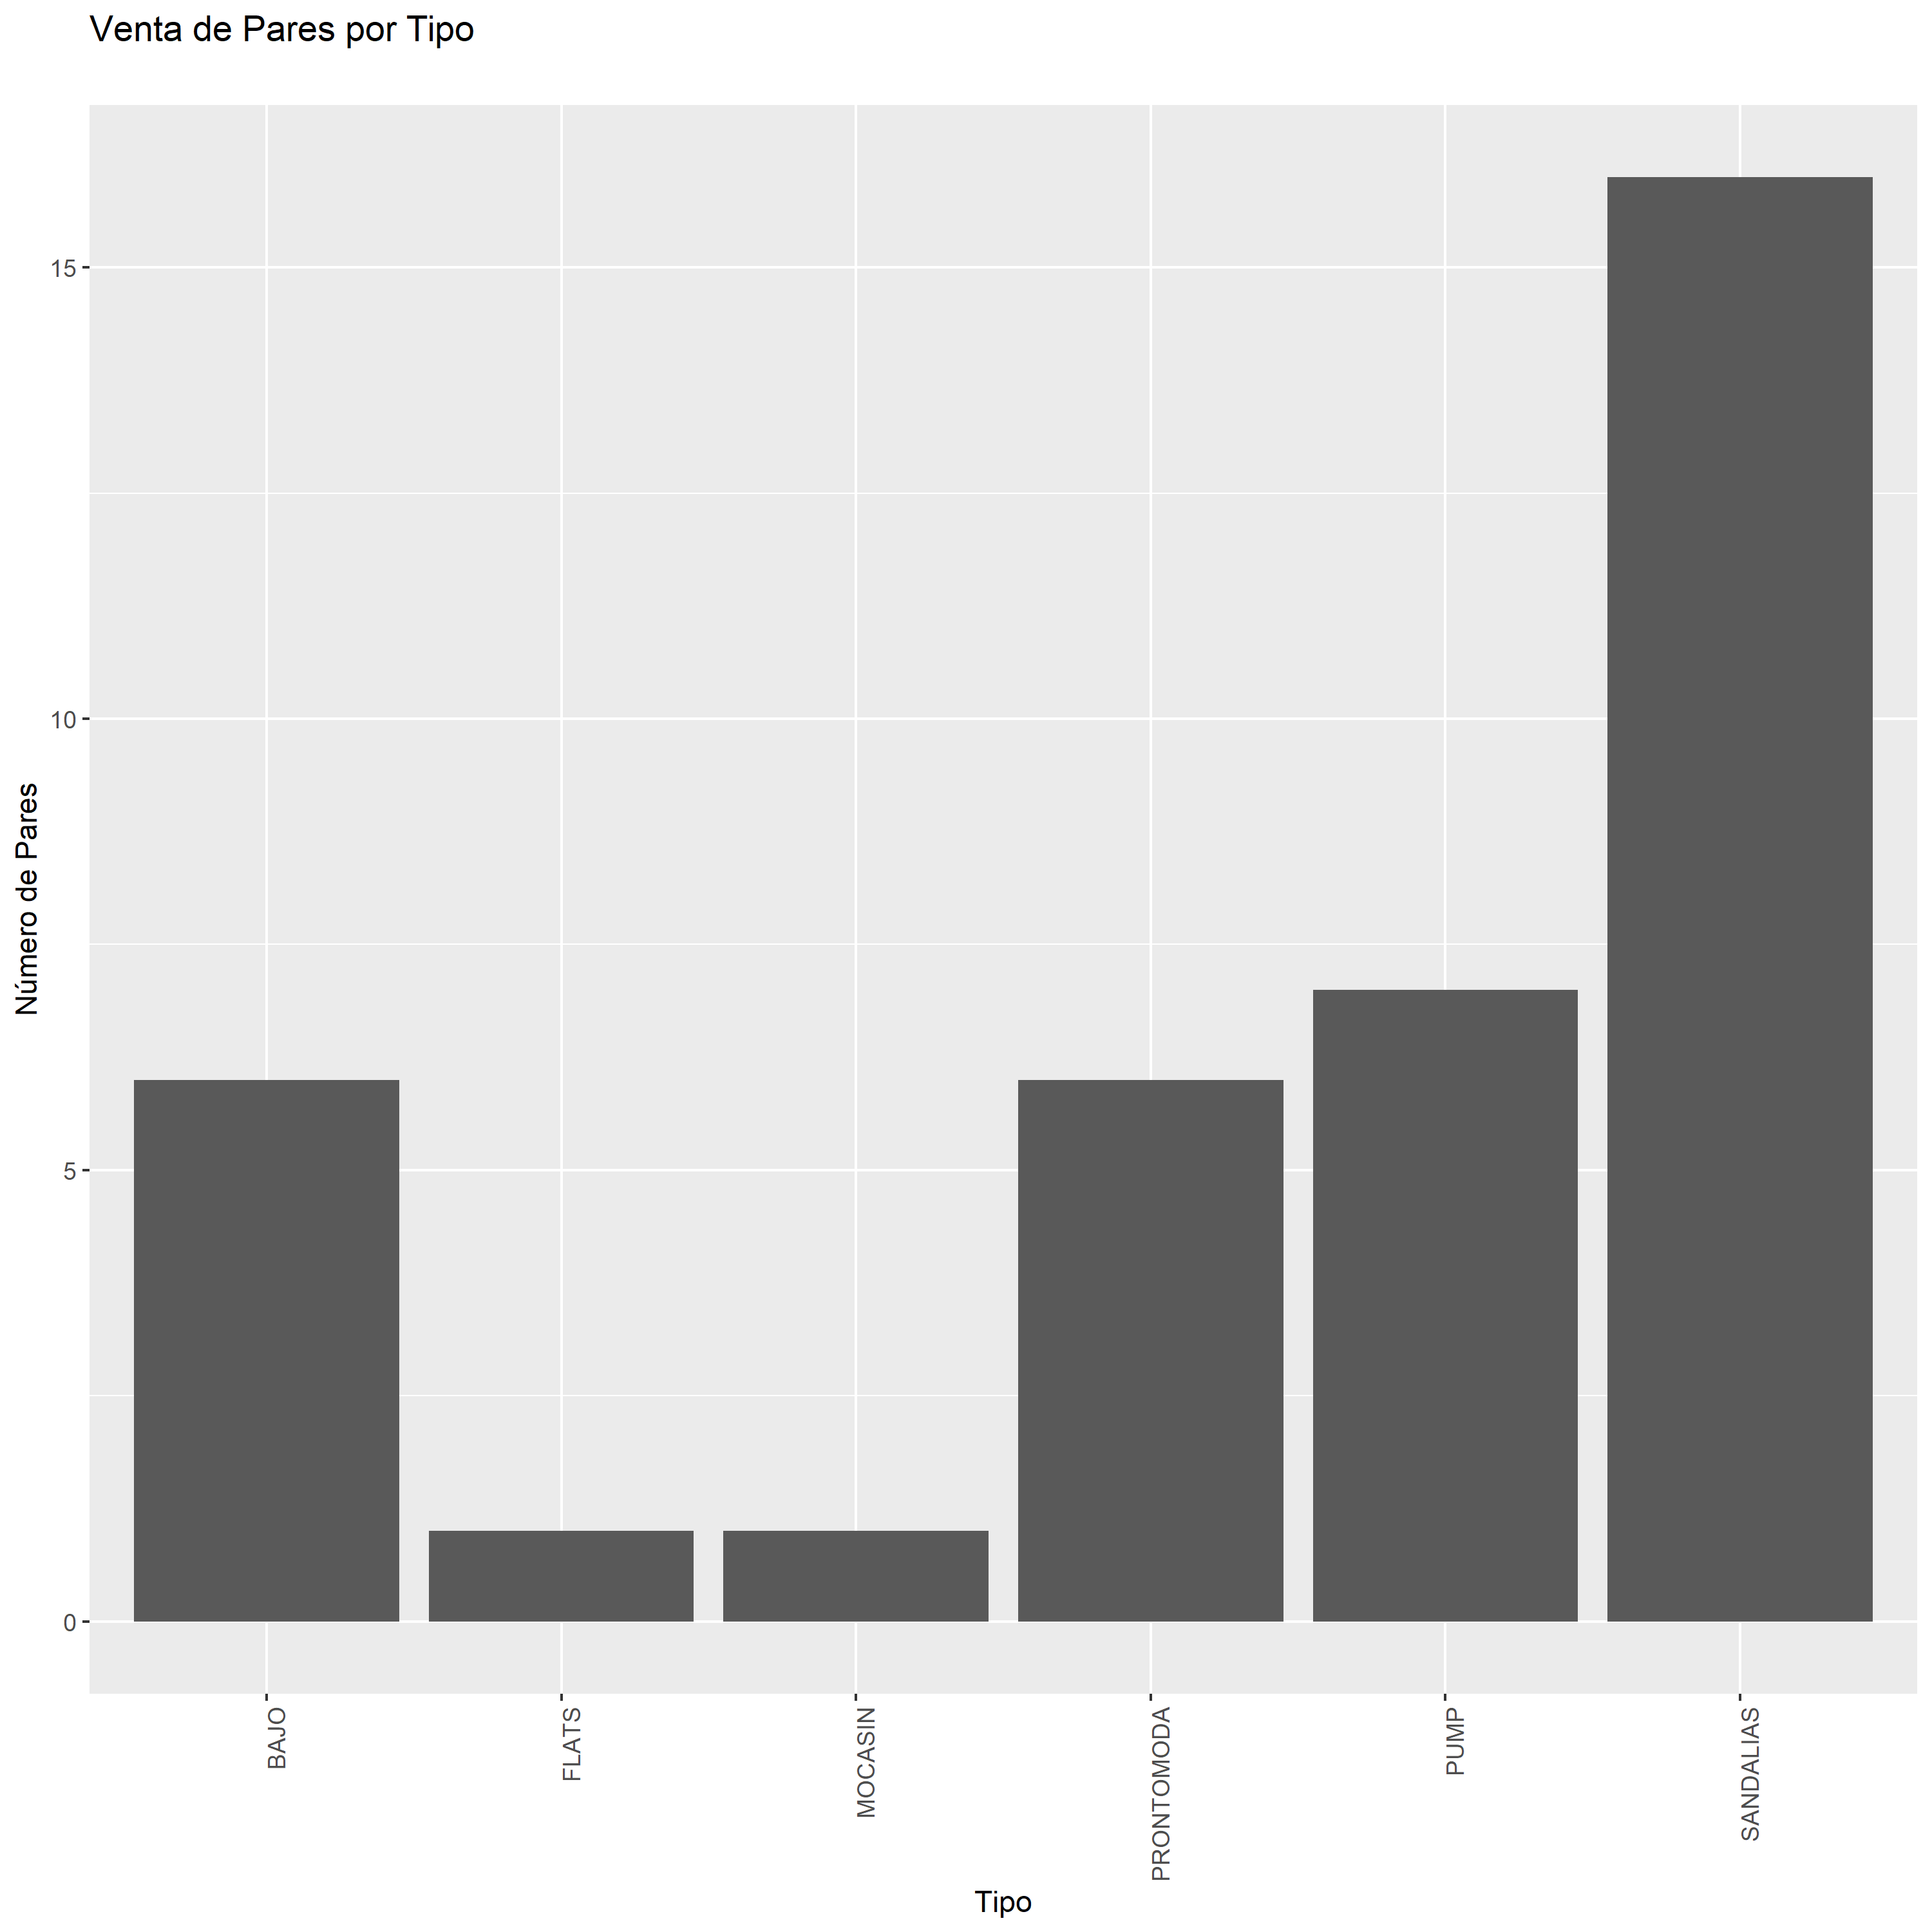 Venta de Pares por Tipo
Número de Pares
15
10
5
0
BAJO
FLATS
MOCASIN
PRONTOMODA
PUMP
SANDALIAS
Tipo